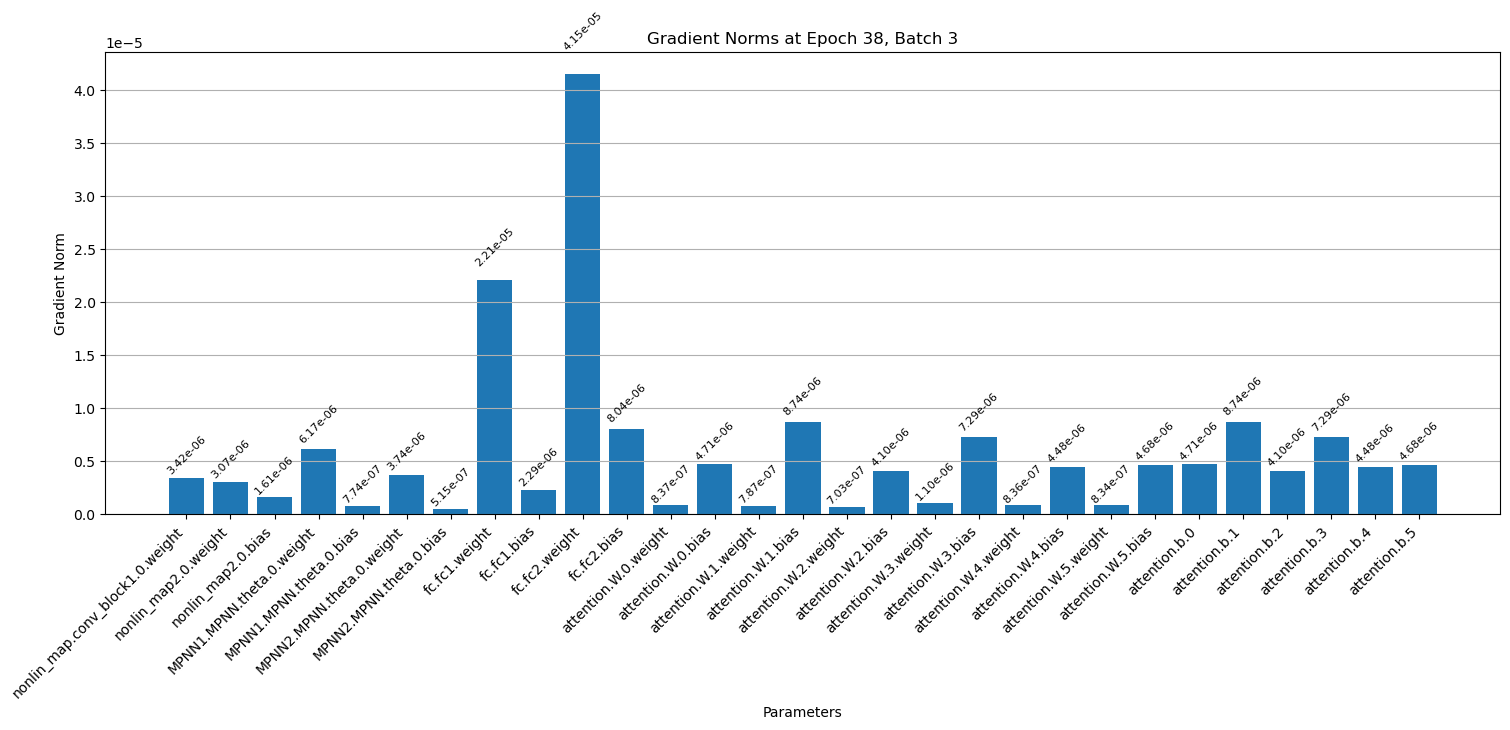 Gradient Norms at Epoch 38, Batch 3
1e−5
Gradient Norm
4.0
3.5
3.0
2.5
2.0
1.5
1.0
0.5
0.0
3.42e-06
3.07e-06
1.61e-06
6.17e-06
7.74e-07
3.74e-06
5.15e-07
2.21e-05
2.29e-06
4.15e-05
8.04e-06
8.37e-07
4.71e-06
7.87e-07
8.74e-06
7.03e-07
4.10e-06
1.10e-06
7.29e-06
8.36e-07
4.48e-06
8.34e-07
4.68e-06
4.71e-06
8.74e-06
4.10e-06
7.29e-06
4.48e-06
4.68e-06
nonlin_map.conv_block1.0.weight
nonlin_map2.0.weight
nonlin_map2.0.bias
MPNN1.MPNN.theta.0.weight
MPNN1.MPNN.theta.0.bias
MPNN2.MPNN.theta.0.weight
MPNN2.MPNN.theta.0.bias
fc.fc1.weight
fc.fc1.bias
fc.fc2.weight
fc.fc2.bias
attention.W.0.weight
attention.W.0.bias
attention.W.1.weight
attention.W.1.bias
attention.W.2.weight
attention.W.2.bias
attention.W.3.weight
attention.W.3.bias
attention.W.4.weight
attention.W.4.bias
attention.W.5.weight
attention.W.5.bias
attention.b.0
attention.b.1
attention.b.2
attention.b.3
attention.b.4
attention.b.5
Parameters